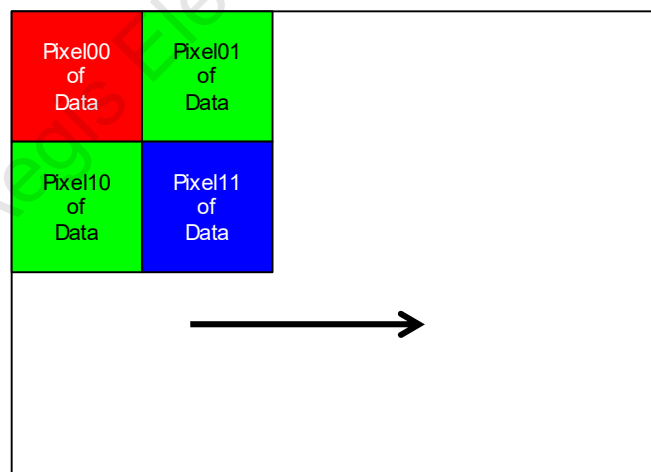 Pixel00
of
Data
Pixel01
of
Data
Pixel10
of
Data
Pixel11
of
Data